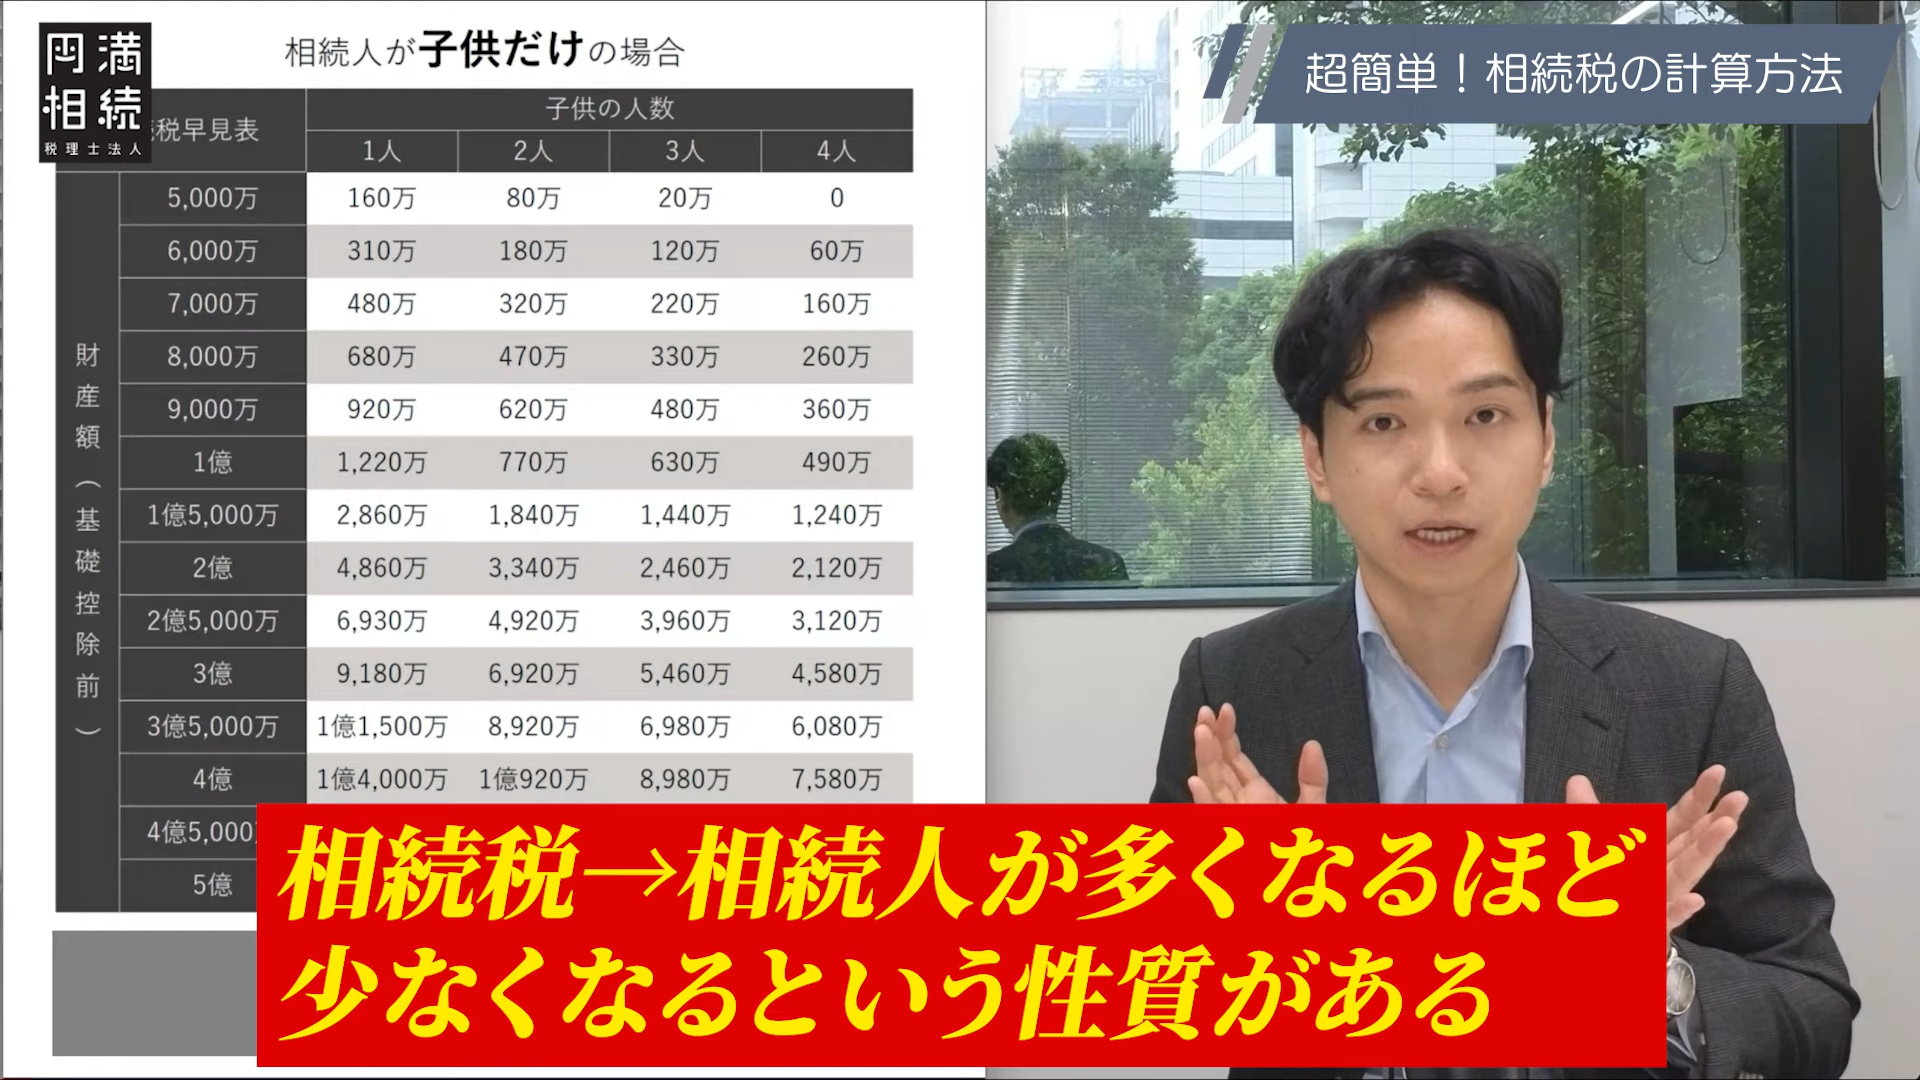 円満
相続
税理士法人
相続人が子供だけの場合
超簡単！相続税の計算方法
税早見表
子供の人数
1人 2人 3人 4人
財産額（基礎控除前）
5,000万 160万 80万 20万 0
6,000万 310万 180万 120万 60万
7,000万 480万 320万 220万 160万
8,000万 680万 470万 330万 260万
9,000万 920万 620万 480万 360万
1億 1,220万 770万 630万 490万
1億5,000万 2,860万 1,840万 1,440万 1,240万
2億 4,860万 3,340万 2,460万 2,120万
2億5,000万 6,930万 4,920万 3,960万 3,120万
3億 9,180万 6,920万 5,460万 4,580万
3億5,000万 1億1,500万 8,920万 6,980万 6,080万
4億 1億4,000万 1億920万 8,980万 7,580万
4億5,000
5億
相続税→相続人が多くなるほど
少なくなるという性質がある